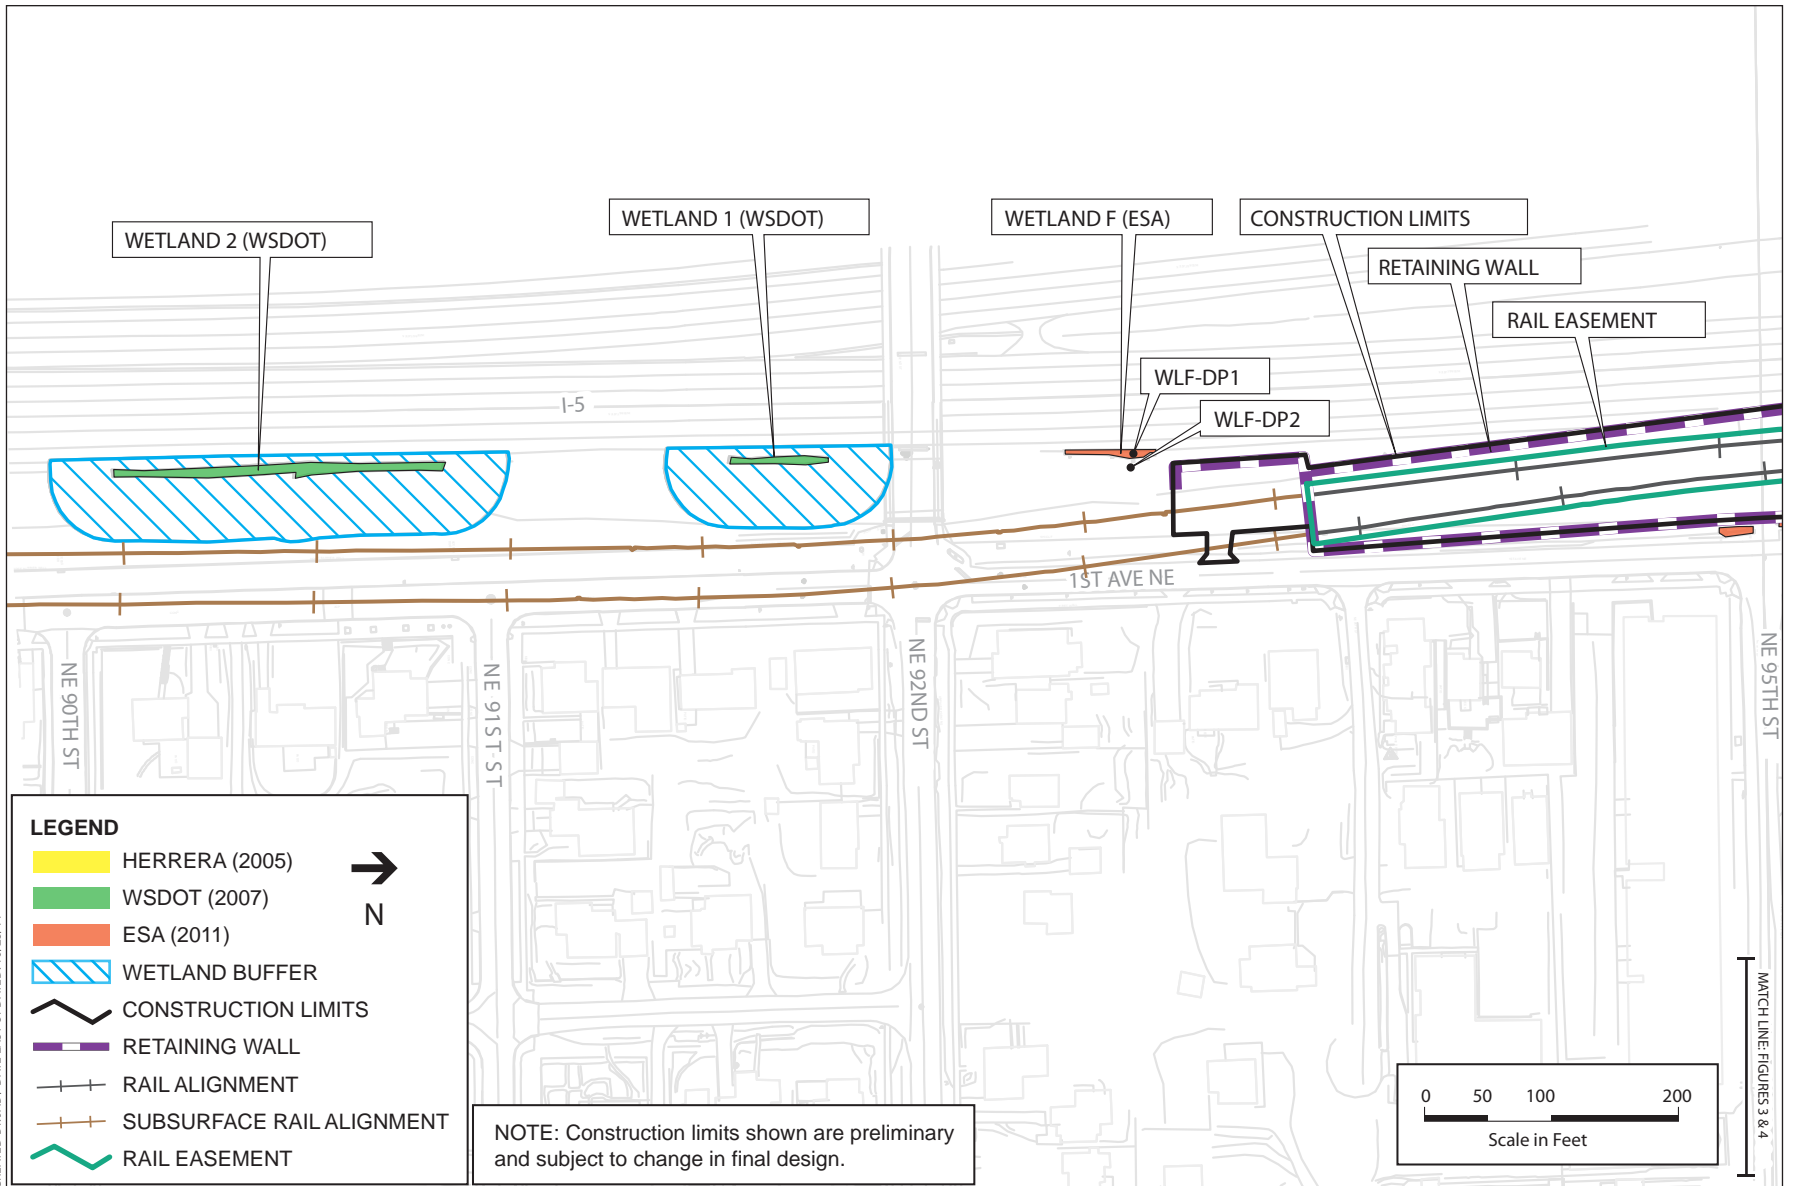 WETLAND 2 (WSDOT)
WETLAND 1 (WSDOT)
WETLAND F (ESA)
CONSTRUCTION LIMITS
RETAINING WALL
RAIL EASEMENT
WLF-DP1
WLF-DP2
I-5
1ST AVE NE
NE 90TH ST
NE 91ST ST
NE 92ND ST
NE 95TH ST
LEGEND
HERRERA (2005)
WSDOT (2007)
ESA (2011)
WETLAND BUFFER
CONSTRUCTION LIMITS
RETAINING WALL
RAIL ALIGNMENT
SUBSURFACE RAIL ALIGNMENT
RAIL EASEMENT
N
NOTE: Construction limits shown are preliminary
and subject to change in final design.
0 50 100 200
Scale in Feet
MATCH LINE: FIGURES 3 & 4